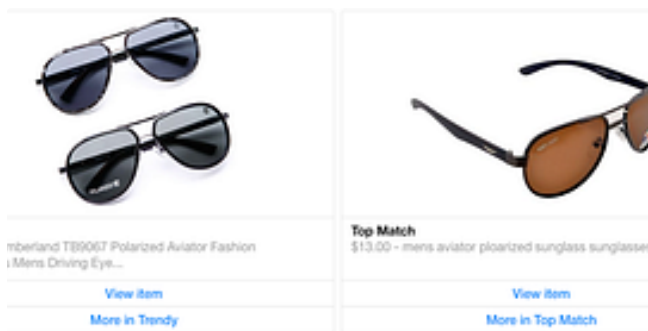 mberland TB9067 Polarized Aviator Fashion
s Mens Driving Eye...
View item
More in Trendy
Top Match
$13.00 - mens aviator ploarized sunglass sunglasses
View item
More in Top Match